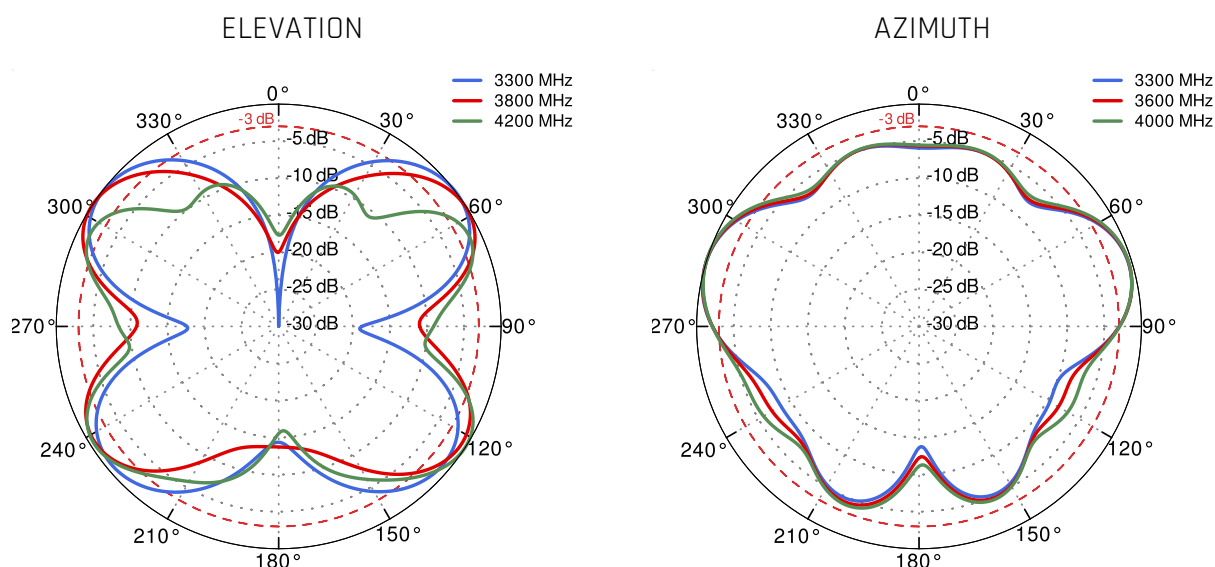 ELEVATION
3300 MHz
3800 MHz
4200 MHz
0°
30°
60°
90°
120°
150°
180°
210°
240°
270°
300°
330°
-3 dB
-5 dB
-10 dB
-15 dB
-20 dB
-25 dB
-30 dB
AZIMUTH
3300 MHz
3600 MHz
4000 MHz
0°
30°
60°
90°
120°
150°
180°
210°
240°
270°
300°
330°
-3 dB
-5 dB
-10 dB
-15 dB
-20 dB
-25 dB
-30 dB